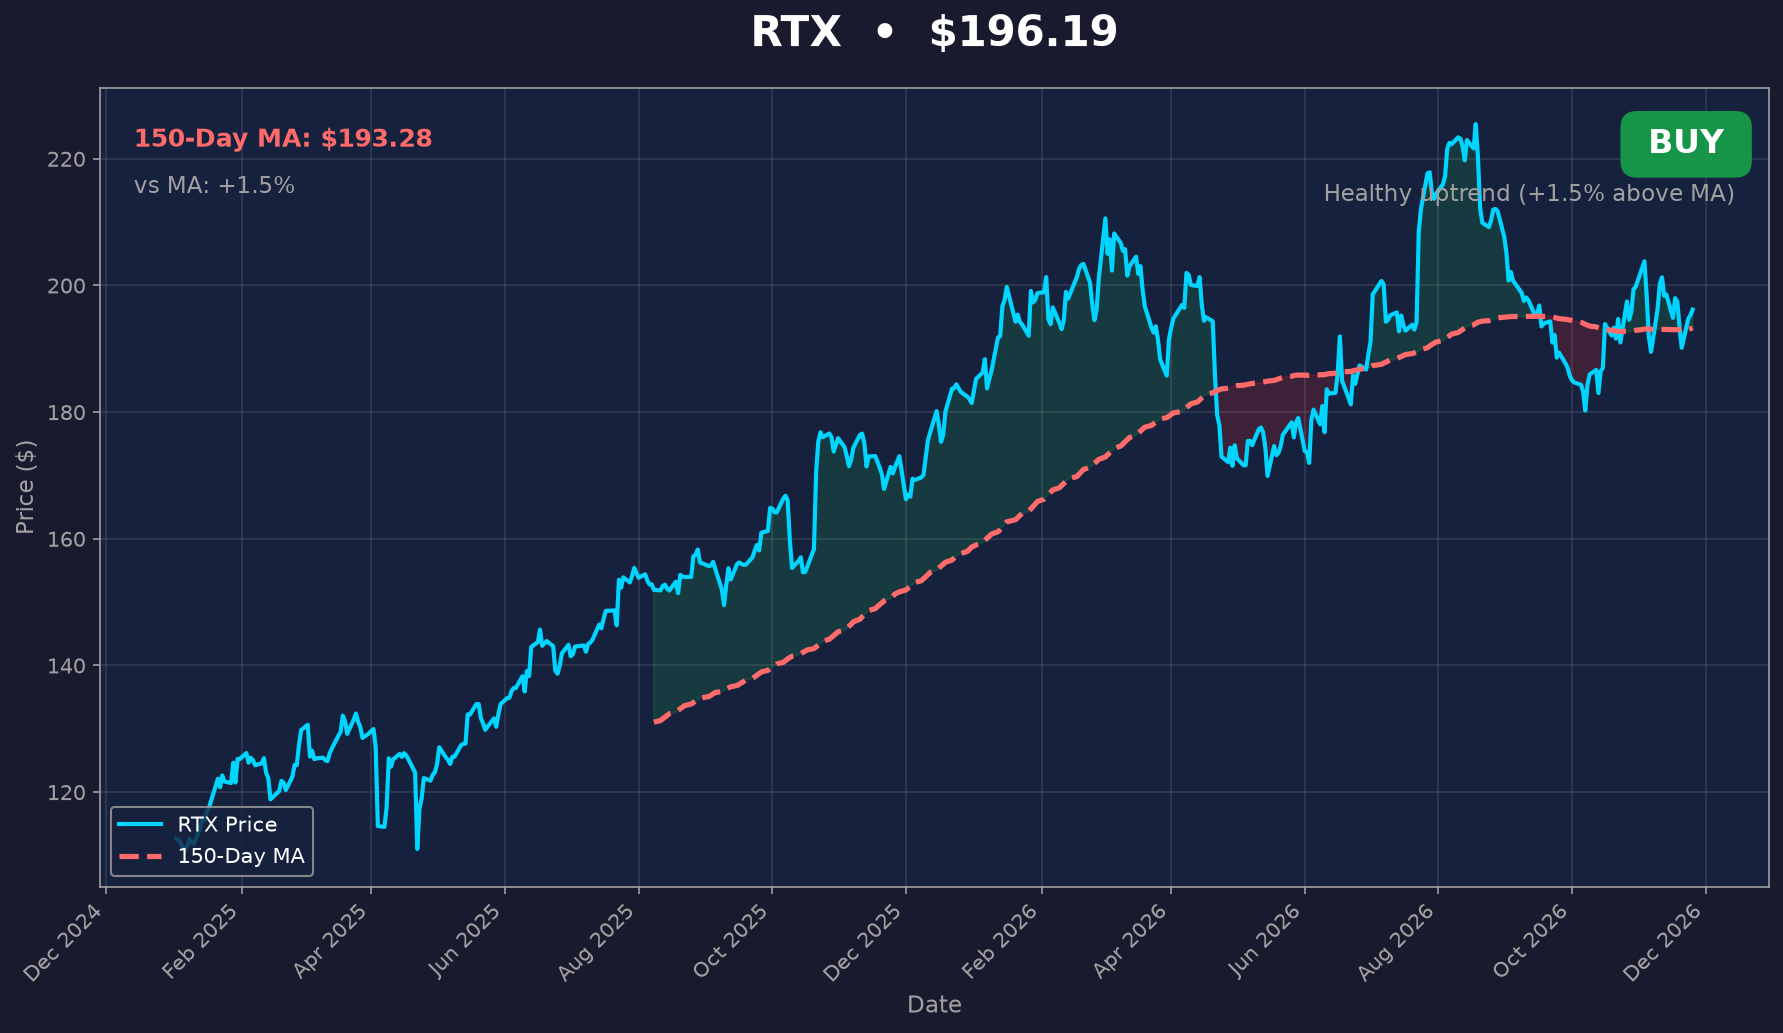 RTX • $196.19
150-Day MA: $193.28
vs MA: +1.5%
BUY
Healthy uptrend (+1.5% above MA)
220
200
180
160
140
120
Price ($)
RTX Price
150-Day MA
Dec 2024
Feb 2025
Apr 2025
Jun 2025
Aug 2025
Oct 2025
Dec 2025
Feb 2026
Apr 2026
Jun 2026
Aug 2026
Oct 2026
Dec 2026
Date